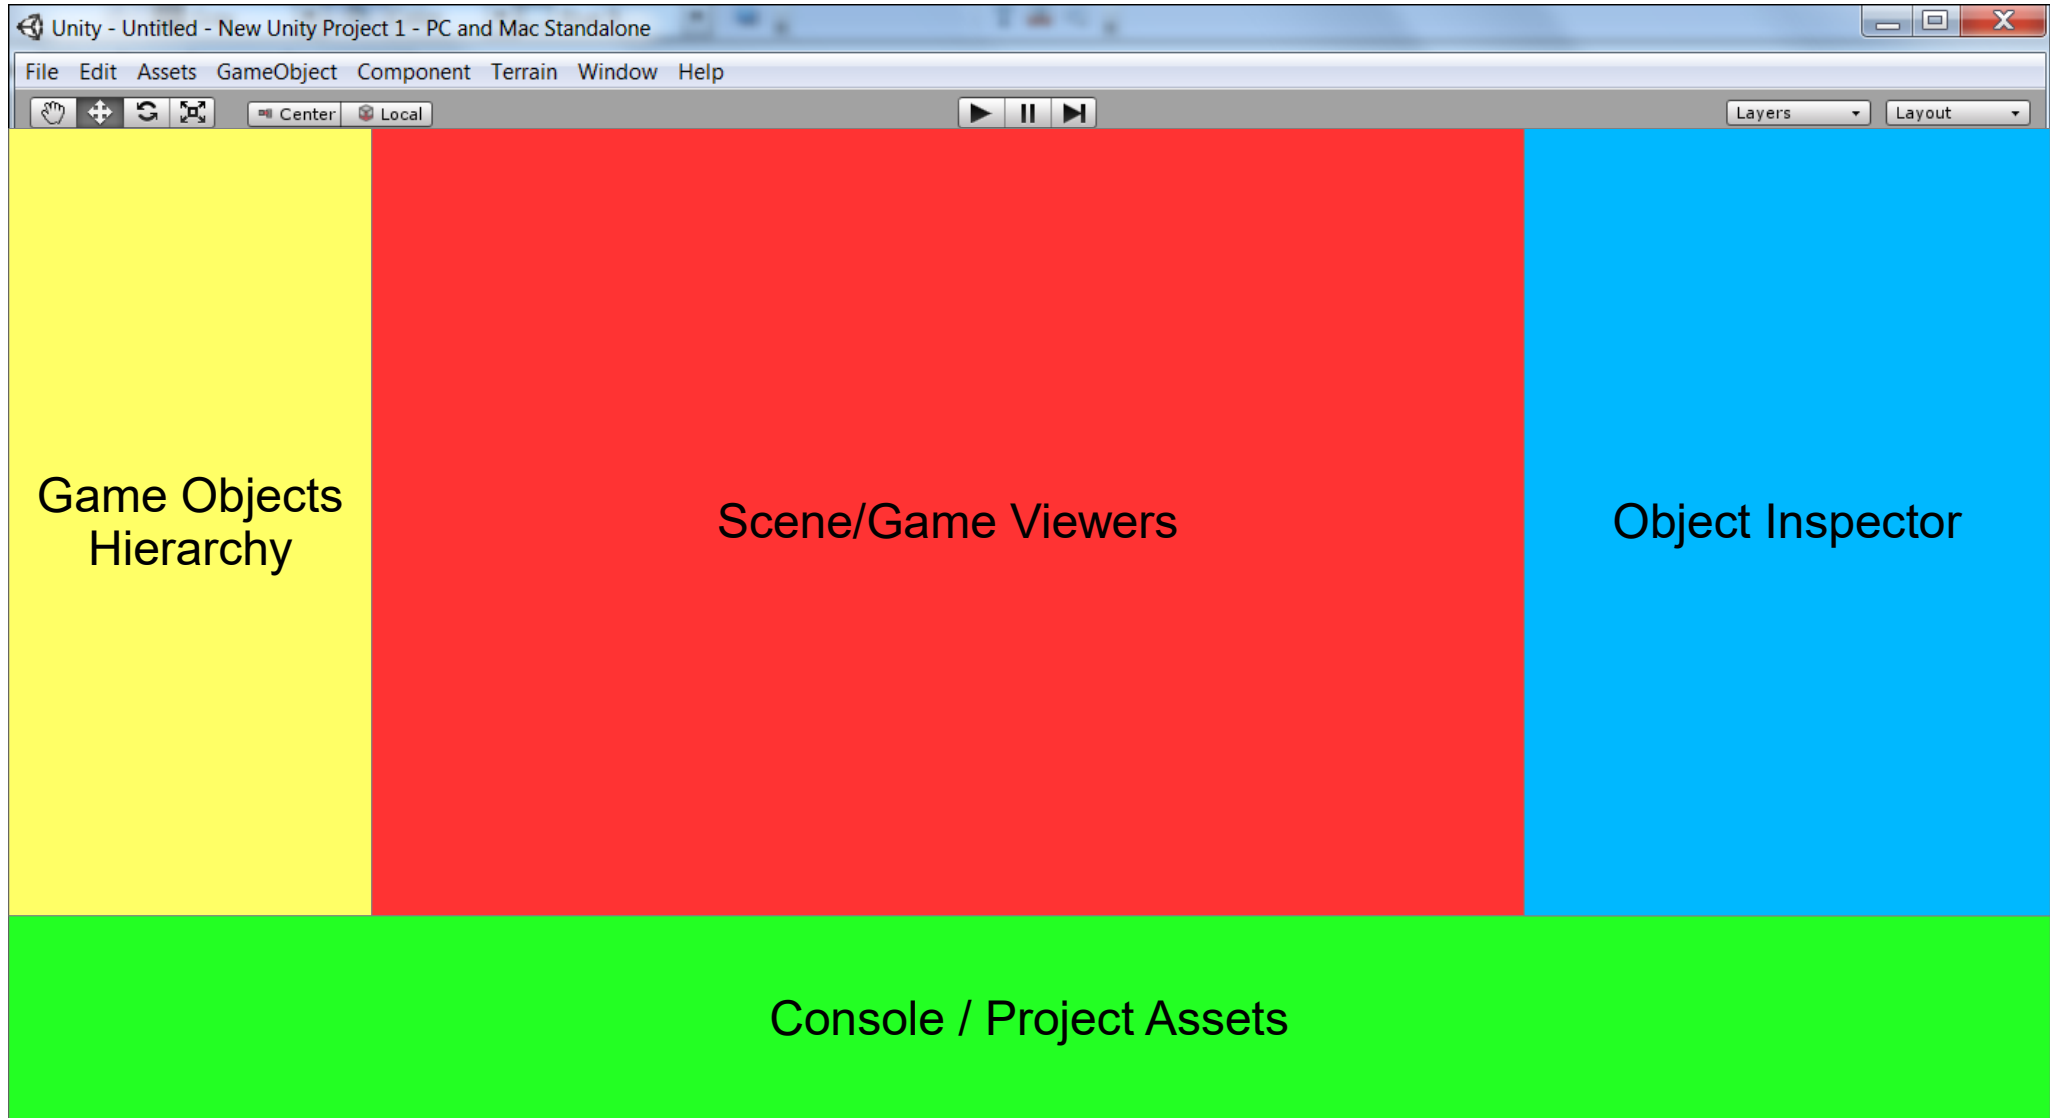 Unity - Untitled - New Unity Project 1 - PC and Mac Standalone
File Edit Assets GameObject Component Terrain Window Help
Center Local Layers Layout
Game Objects
Hierarchy
Scene/Game Viewers
Object Inspector
Console / Project Assets